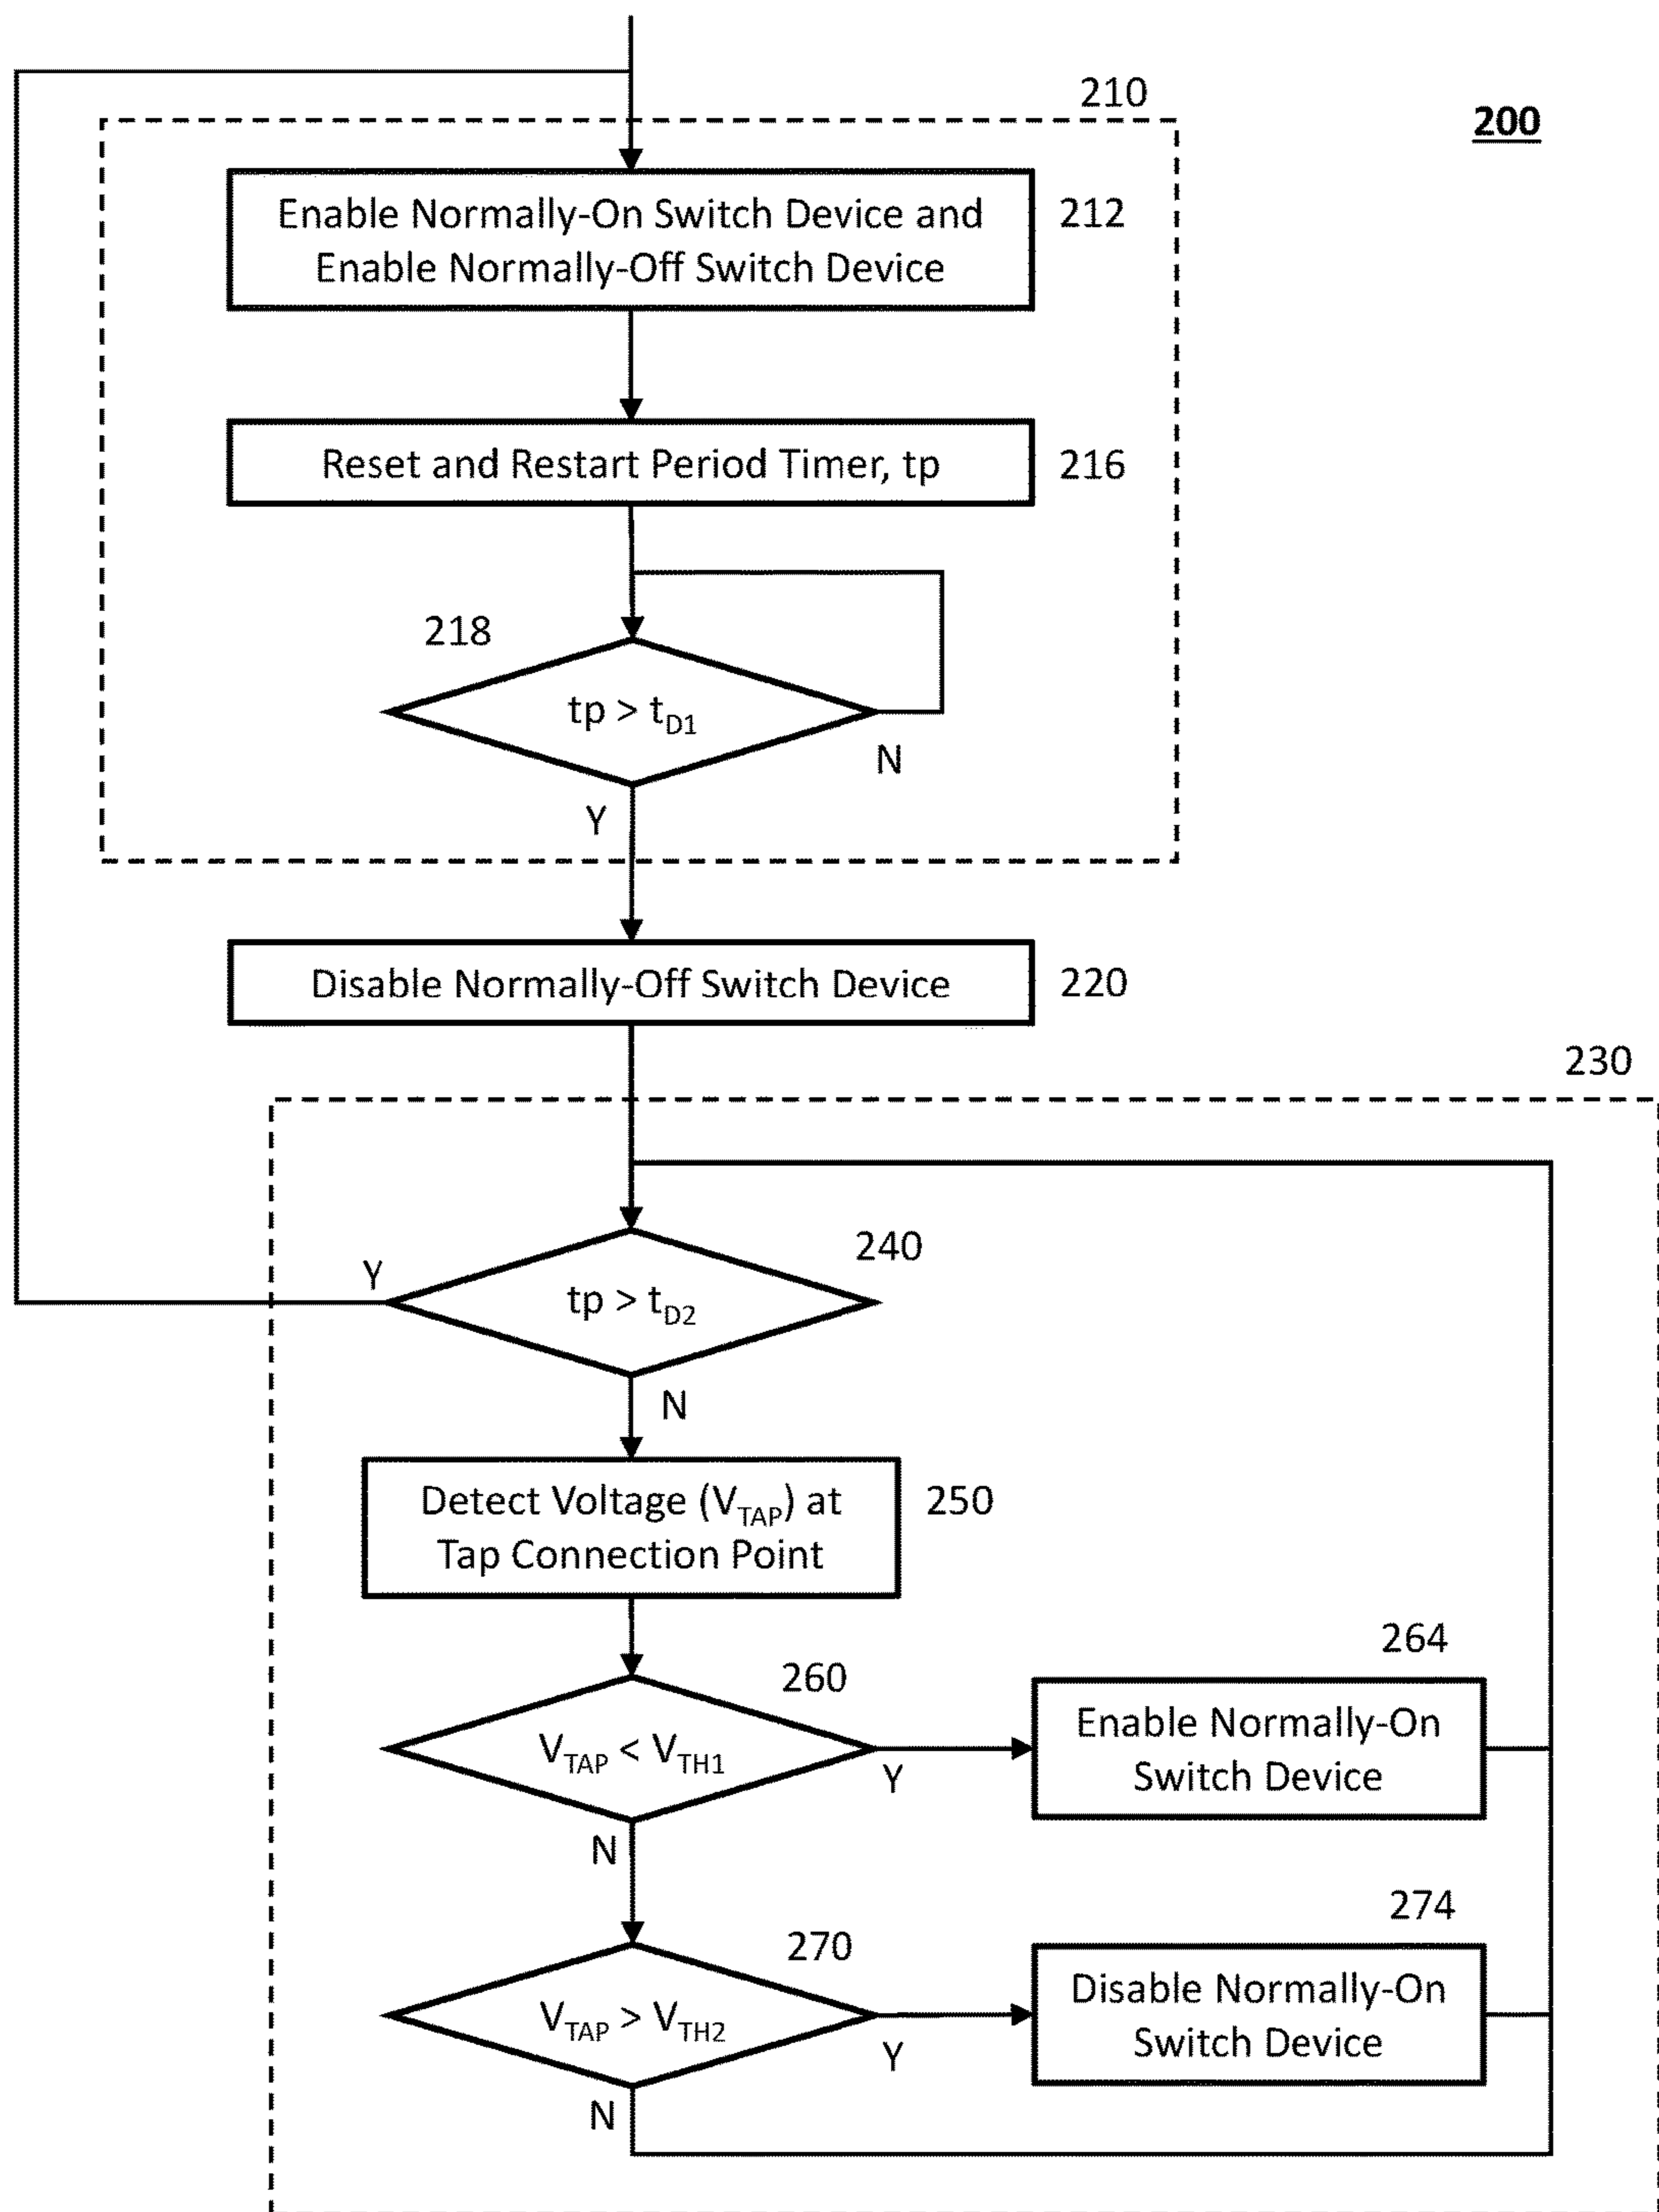 210
200
Enable Normally-On Switch Device and
Enable Normally-Off Switch Device
212
Reset and Restart Period Timer, tp
216
218
tp > tD1
N
Y
Disable Normally-Off Switch Device
220
230
240
Y
tp > tD2
N
Detect Voltage (VTAP) at
Tap Connection Point
250
260
264
VTAP < VTH1
Y
Enable Normally-On
Switch Device
N
270
274
VTAP > VTH2
Y
Disable Normally-On
Switch Device
N